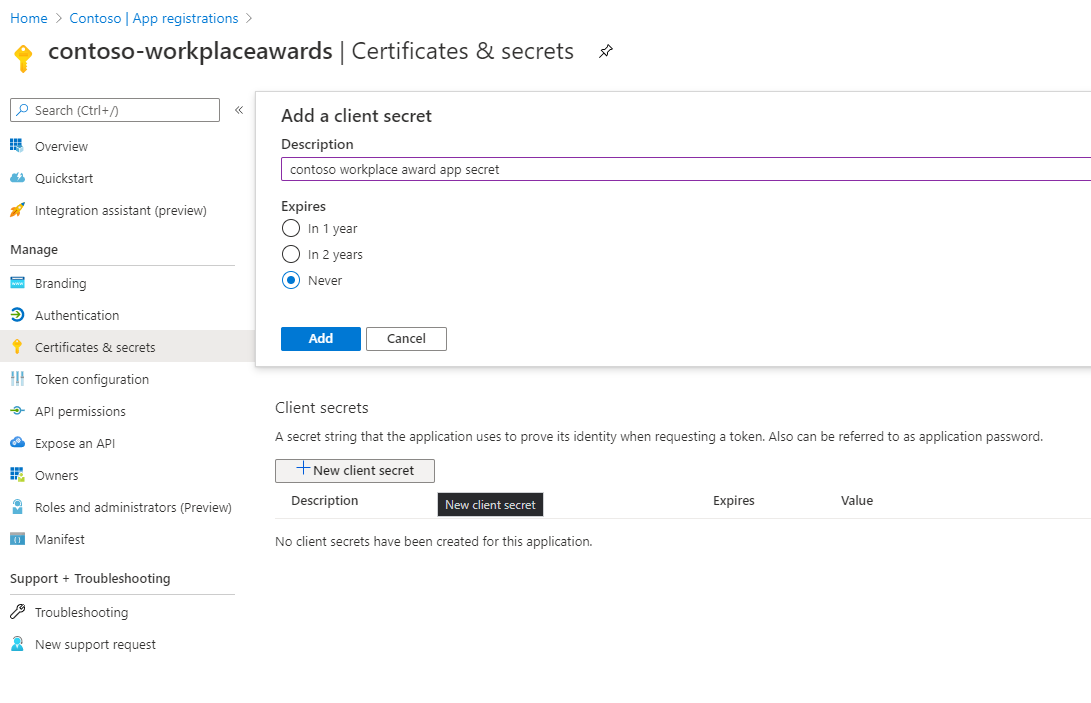 Home > Contoso | App registrations >
contoso-workplaceawards | Certificates & secrets
Search (Ctrl+/)
«
Overview
Quickstart
Integration assistant (preview)
Manage
Branding
Authentication
Certificates & secrets
Token configuration
API permissions
Expose an API
Owners
Roles and administrators (Preview)
Manifest
Support + Troubleshooting
Troubleshooting
New support request
Add a client secret
Description
contoso workplace award app secret
Expires
In 1 year
In 2 years
Never
Add Cancel
Client secrets
A secret string that the application uses to prove its identity when requesting a token. Also can be referred to as application password.
New client secret
Description Expires Value
New client secret
No client secrets have been created for this application.